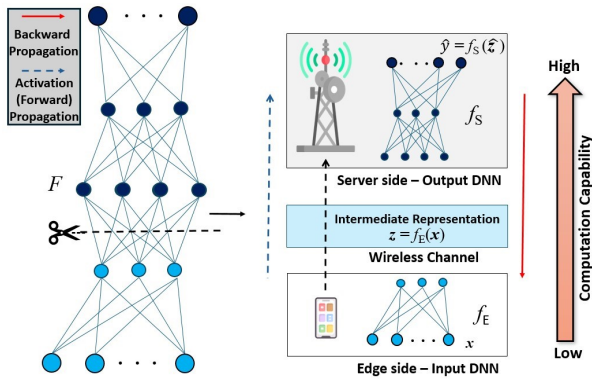 Backward
Propagation
Activation
(Forward)
Propagation
F
ŷ = f_S(ẑ)
f_S
Server side – Output DNN
Intermediate Representation
z = f_E(x)
Wireless Channel
f_E
x
Edge side – Input DNN
High
Computation Capability
Low